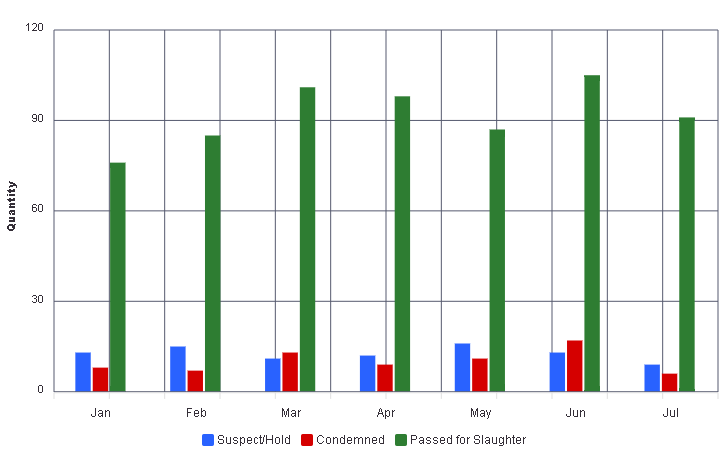 120
90
60
30
0
Quantity
Jan Feb Mar Apr May Jun Jul
Suspect/Hold Condemned Passed for Slaughter